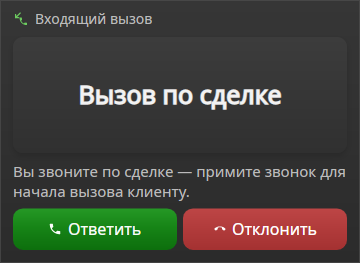 Входящий вызов
Вызов по сделке
Вы звоните по сделке — примите звонок для
начала вызова клиенту.
Ответить
Отклонить